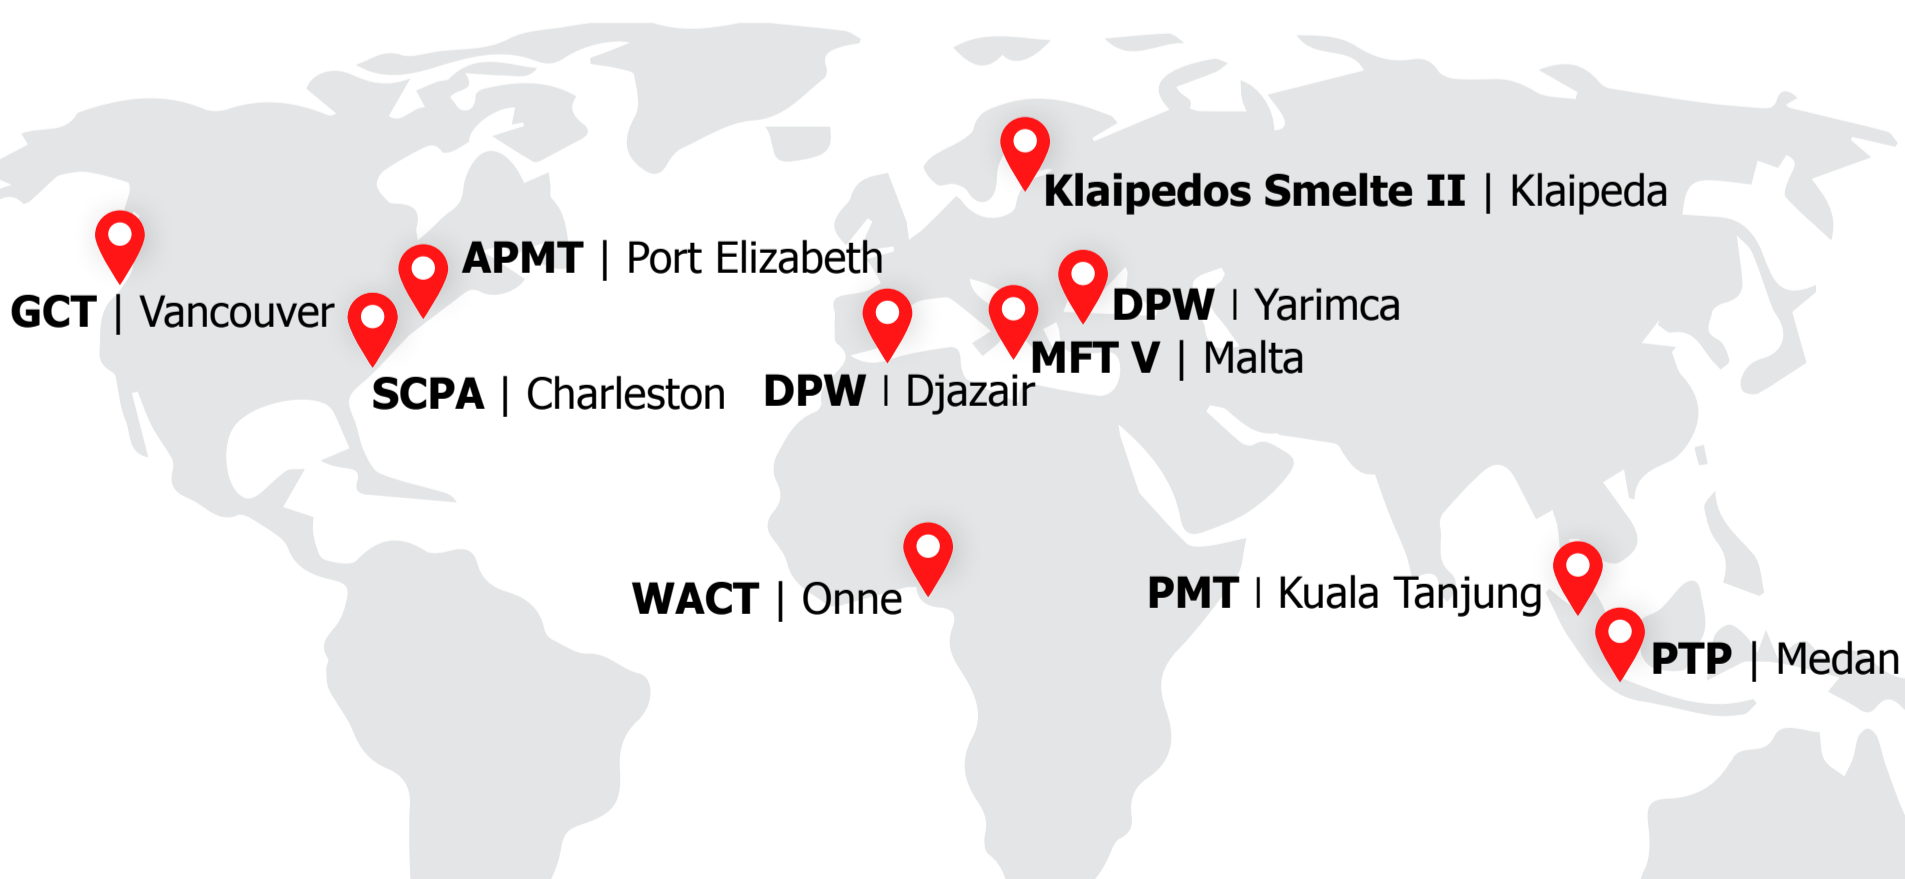 Klaipedos Smelte II | Klaipeda
APMT | Port Elizabeth
GCT | Vancouver
DPW | Yarimca
MFT V | Malta
SCPA | Charleston
DPW | Djazair
WACT | Onne
PMT | Kuala Tanjung
PTP | Medan